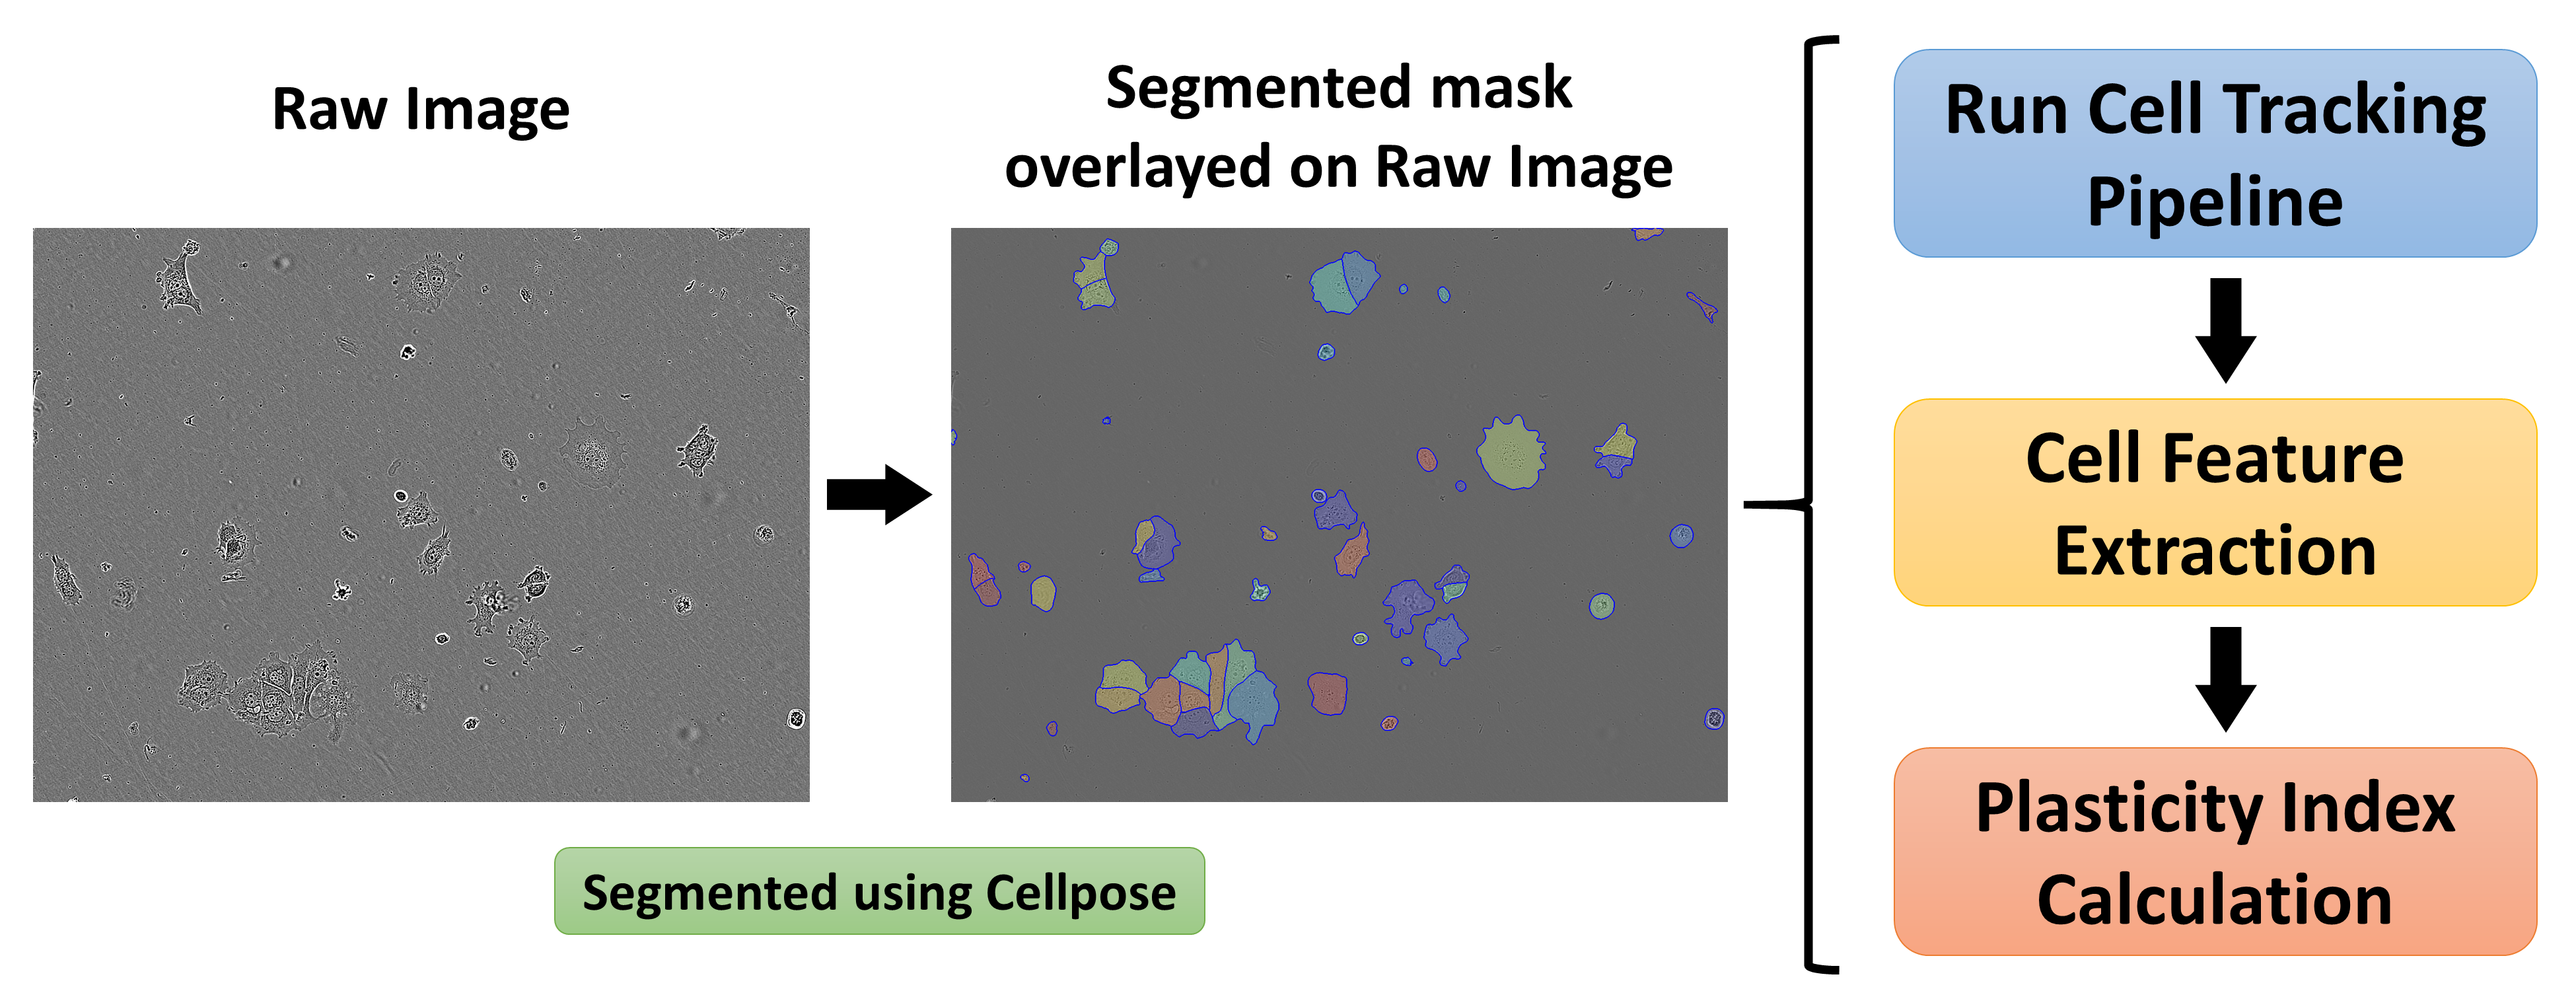 Raw Image
Segmented mask
overlayed on Raw Image
Segmented using Cellpose
Run Cell Tracking
Pipeline
Cell Feature
Extraction
Plasticity Index
Calculation